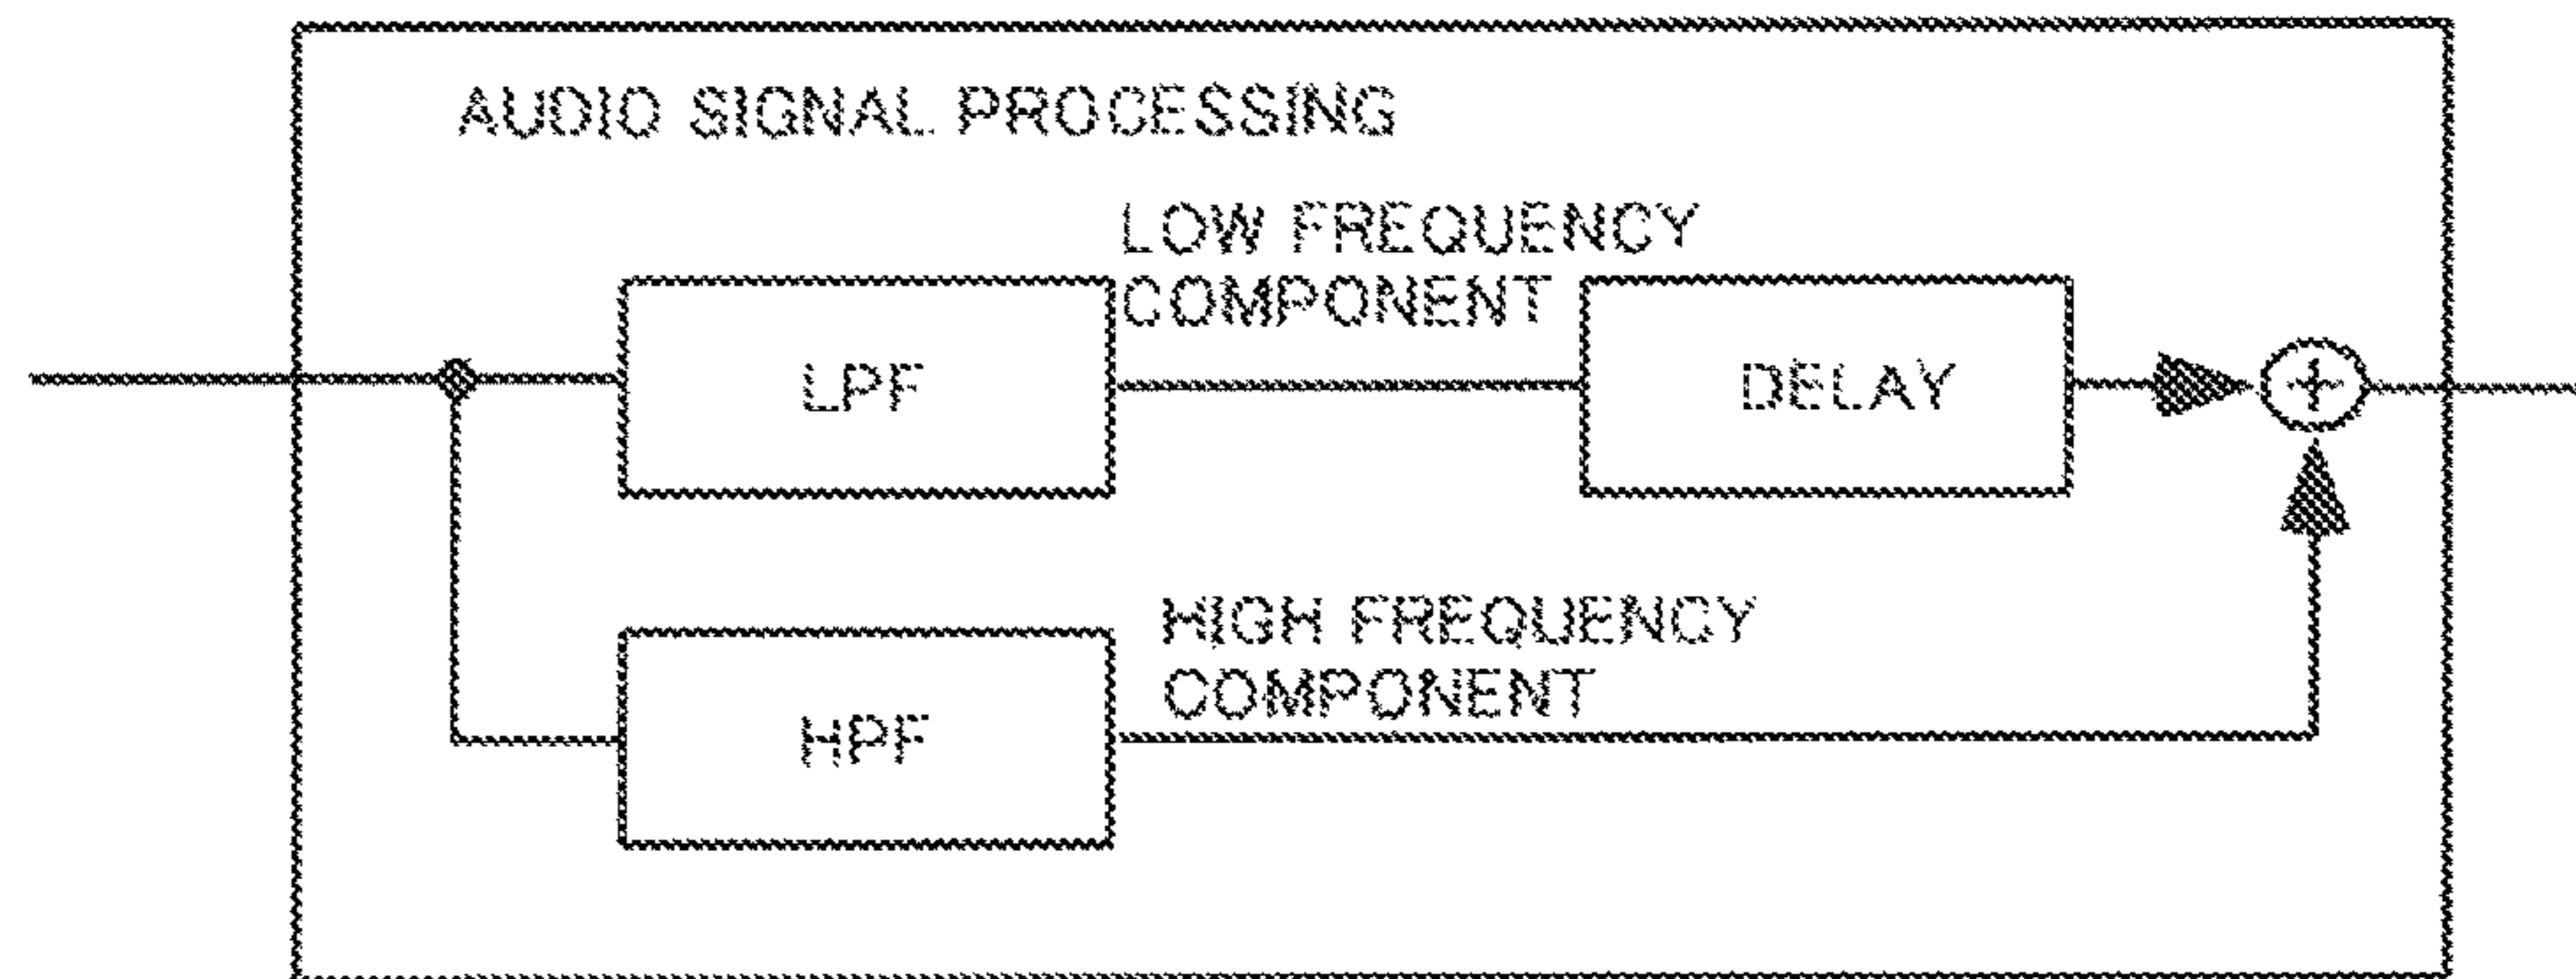 AUDIO SIGNAL PROCESSING
LOW FREQUENCY
COMPONENT
LPF
DELAY
+
HIGH FREQUENCY
COMPONENT
HPF